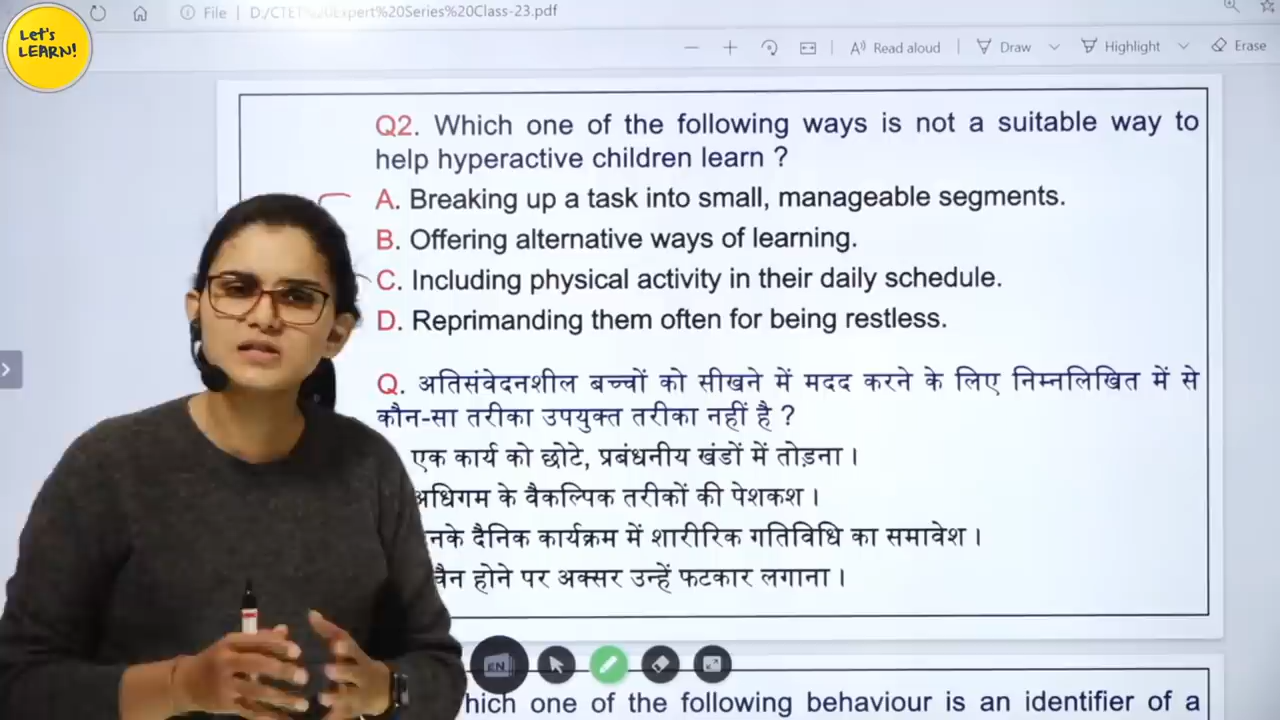 Let's
LEARN!
File | D:/CTET%20Expert%20Series%20Class-23.pdf
Read aloud
Draw
Highlight
Erase
Q2. Which one of the following ways is not a suitable way to
help hyperactive children learn ?
A. Breaking up a task into small, manageable segments.
B. Offering alternative ways of learning.
C. Including physical activity in their daily schedule.
D. Reprimanding them often for being restless.
Q. अतिसंवेदनशील बच्चों को सीखने में मदद करने के लिए निम्नलिखित में से
कौन-सा तरीका उपयुक्त तरीका नहीं है ?
एक कार्य को छोटे, प्रबंधनीय खंडों में तोड़ना।
अधिगम के वैकल्पिक तरीकों की पेशकश।
नके दैनिक कार्यक्रम में शारीरिक गतिविधि का समावेश।
चैन होने पर अक्सर उन्हें फटकार लगाना।
EN
hich one of the following behaviour is an identifier of a